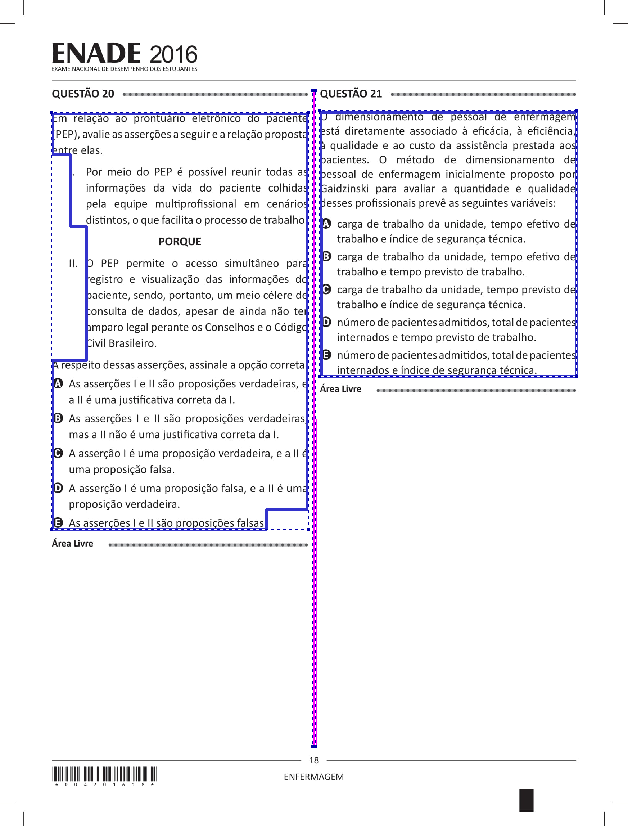 ENADE 2016
EXAME NACIONAL DE DESEMPENHO DOS ESTUDANTES
QUESTÃO 20
Em relação ao prontuário eletrônico do paciente
(PEP), avalie as asserções a seguir e a relação proposta
entre elas.
I. Por meio do PEP é possível reunir todas as
informações da vida do paciente colhidas
pela equipe multiprofissional em cenários
distintos, o que facilita o processo de trabalho.
PORQUE
II. O PEP permite o acesso simultâneo para
registro e visualização das informações do
paciente, sendo, portanto, um meio célere de
consulta de dados, apesar de ainda não ter
amparo legal perante os Conselhos e o Código
Civil Brasileiro.
A respeito dessas asserções, assinale a opção correta.
A As asserções I e II são proposições verdadeiras, e
a II é uma justificativa correta da I.
B As asserções I e II são proposições verdadeiras,
mas a II não é uma justificativa correta da I.
C A asserção I é uma proposição verdadeira, e a II é
uma proposição falsa.
D A asserção I é uma proposição falsa, e a II é uma
proposição verdadeira.
E As asserções I e II são proposições falsas.
Área Livre
QUESTÃO 21
O dimensionamento de pessoal de enfermagem
está diretamente associado à eficácia, à eficiência,
à qualidade e ao custo da assistência prestada aos
pacientes. O método de dimensionamento de
pessoal de enfermagem inicialmente proposto por
Gaidzinski para avaliar a quantidade e qualidade
desses profissionais prevê as seguintes variáveis:
A carga de trabalho da unidade, tempo efetivo de
trabalho e índice de segurança técnica.
B carga de trabalho da unidade, tempo efetivo de
trabalho e tempo previsto de trabalho.
C carga de trabalho da unidade, tempo previsto de
trabalho e índice de segurança técnica.
D número de pacientes admitidos, total de pacientes
internados e tempo previsto de trabalho.
E número de pacientes admitidos, total de pacientes
internados e índice de segurança técnica.
Área Livre
18
ENFERMAGEM